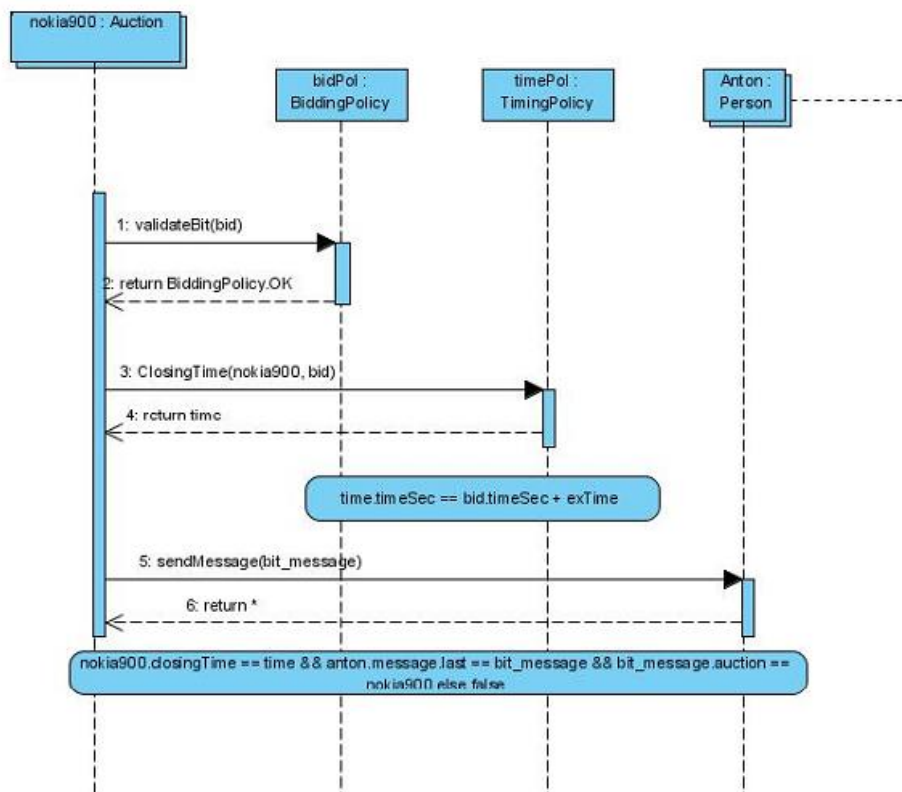 nokia900 : Auction
bidPol :
BiddingPolicy
timePol :
TimingPolicy
Anton :
Person
1: validateBit(bid)
2: return BiddingPolicy.OK
3: ClosingTime(nokia900, bid)
4: return time
time.timeSec == bid.timeSec + exTime
5: sendMessage(bit_message)
6: return *
nokia900.closingTime == time && anton.message.last == bit_message && bit_message.auction ==
nokia900 else false